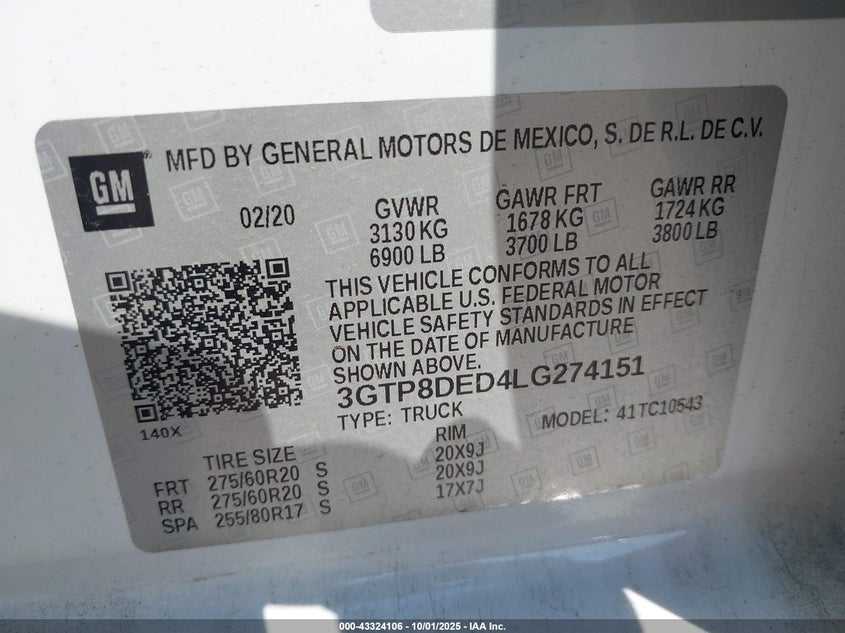 GM
MFD BY GENERAL MOTORS DE MEXICO, S. DE R.L. DE C.V.
02/20
GVWR
3130 KG
6900 LB
GAWR FRT
1678 KG
3700 LB
GAWR RR
1724 KG
3800 LB
THIS VEHICLE CONFORMS TO ALL
APPLICABLE U.S. FEDERAL MOTOR
VEHICLE SAFETY STANDARDS IN EFFECT
ON THE DATE OF MANUFACTURE
SHOWN ABOVE.
3GTP8DED4LG274151
TYPE: TRUCK MODEL: 41TC10543
140X
TIRE SIZE RIM
FRT 275/60R20 S 20X9J
RR 275/60R20 S 20X9J
SPA 255/80R17 S 17X7J
000-43324106 - 10/01/2025 - IAA Inc.